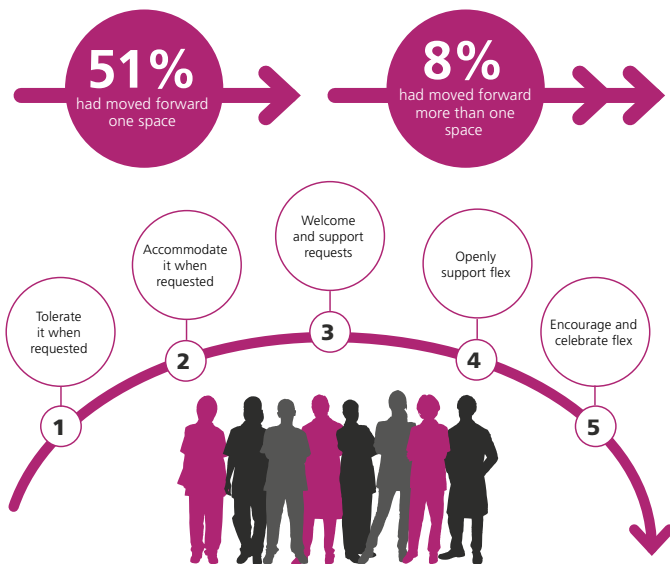 51%
had moved forward
one space
8%
had moved forward
more than one
space
Tolerate
it when
requested
1
Accommodate
it when
requested
2
Welcome
and support
requests
3
Openly
support flex
4
Encourage and
celebrate flex
5